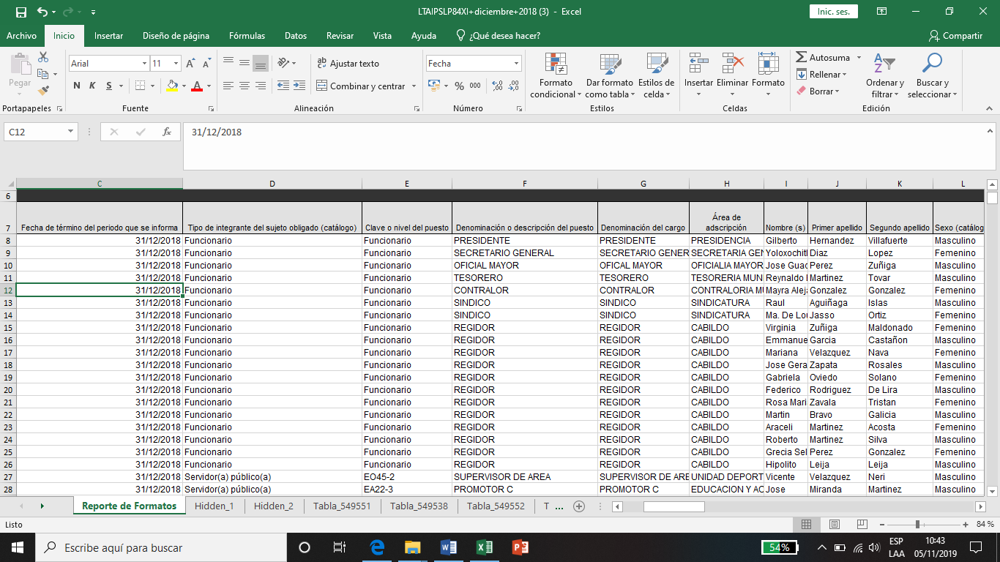 LTAIPSLP84XI+diciembre+2018 (3) - Excel
Inic. ses.
Archivo Inicio Insertar Diseño de página Fórmulas Datos Revisar Vista Ayuda ¿Qué desea hacer? Compartir
Pegar Arial 11 Ajustar texto Fecha Autosuma
N K S Combinar y centrar % 000 Formato condicional Dar formato como tabla Estilos de celda Insertar Eliminar Formato Rellenar Borrar Ordenar y filtrar Buscar y seleccionar
Portapapeles Fuente Alineación Número Estilos Celdas Edición
C12 fx 31/12/2018
C D E F G H I J K L
6
7 Fecha de término del periodo que se informa Tipo de integrante del sujeto obligado (catálogo) Clave o nivel del puesto Denominación o descripción del puesto Denominación del cargo Área de adscripción Nombre (s) Primer apellido Segundo apellido Sexo (catálog
8 31/12/2018 Funcionario Funcionario PRESIDENTE PRESIDENTE PRESIDENCIA Gilberto Hernandez Villafuerte Masculino
9 31/12/2018 Funcionario Funcionario SECRETARIO GENERAL SECRETARIO GENER SECRETARIA GEN Yoloxochitl Diaz Lopez Femenino
10 31/12/2018 Funcionario Funcionario OFICIAL MAYOR OFICAL MAYOR OFICIALIA MAYOR Jose Guad Perez Zuñiga Masculino
11 31/12/2018 Funcionario Funcionario TESORERO TESORERO TESORERIA MUN Reynaldo Martinez Tovar Masculino
12 31/12/2018 Funcionario Funcionario CONTRALOR CONTRALOR CONTRALORIA MU Mayra Alej Gonzalez Gonzalez Femenino
13 31/12/2018 Funcionario Funcionario SINDICO SINDICO SINDICATURA Raul Aguiñaga Islas Masculino
14 31/12/2018 Funcionario Funcionario SINDICO SINDICO SINDICATURA Ma. De Lou Jasso Ortiz Femenino
15 31/12/2018 Funcionario Funcionario REGIDOR REGIDOR CABILDO Virginia Zuñiga Maldonado Femenino
16 31/12/2018 Funcionario Funcionario REGIDOR REGIDOR CABILDO Emmanue Garcia Castañon Masculino
17 31/12/2018 Funcionario Funcionario REGIDOR REGIDOR CABILDO Mariana Velazquez Nava Femenino
18 31/12/2018 Funcionario Funcionario REGIDOR REGIDOR CABILDO Jose Gera Zapata Rosales Masculino
19 31/12/2018 Funcionario Funcionario REGIDOR REGIDOR CABILDO Gabriela Oviedo Solano Femenino
20 31/12/2018 Funcionario Funcionario REGIDOR REGIDOR CABILDO Federico Rodriguez De Lira Masculino
21 31/12/2018 Funcionario Funcionario REGIDOR REGIDOR CABILDO Rosa Mari Zavala Tristan Femenino
22 31/12/2018 Funcionario Funcionario REGIDOR REGIDOR CABILDO Martin Bravo Galicia Masculino
23 31/12/2018 Funcionario Funcionario REGIDOR REGIDOR CABILDO Araceli Martinez Acosta Femenino
24 31/12/2018 Funcionario Funcionario REGIDOR REGIDOR CABILDO Roberto Martinez Silva Masculino
25 31/12/2018 Funcionario Funcionario REGIDOR REGIDOR CABILDO Grecia Sel Perez Gonzalez Femenino
26 31/12/2018 Funcionario Funcionario REGIDOR REGIDOR CABILDO Hipolito Leija Leija Masculino
27 31/12/2018 Servidor(a) público(a) EO45-2 SUPERVISOR DE AREA SUPERVISOR DE ARE UNIDAD DEPORT Vicente Velazquez Neri Masculino
28 31/12/2018 Servidor(a) público(a) EA22-3 PROMOTOR C PROMOTOR C EDUCACION Y AC Jose Miranda Martinez Masculino
Reporte de Formatos Hidden_1 Hidden_2 Tabla_549551 Tabla_549538 Tabla_549552 T ...
Listo 84 %
Escribe aquí para buscar 54% ESP LAA 10:43 05/11/2019